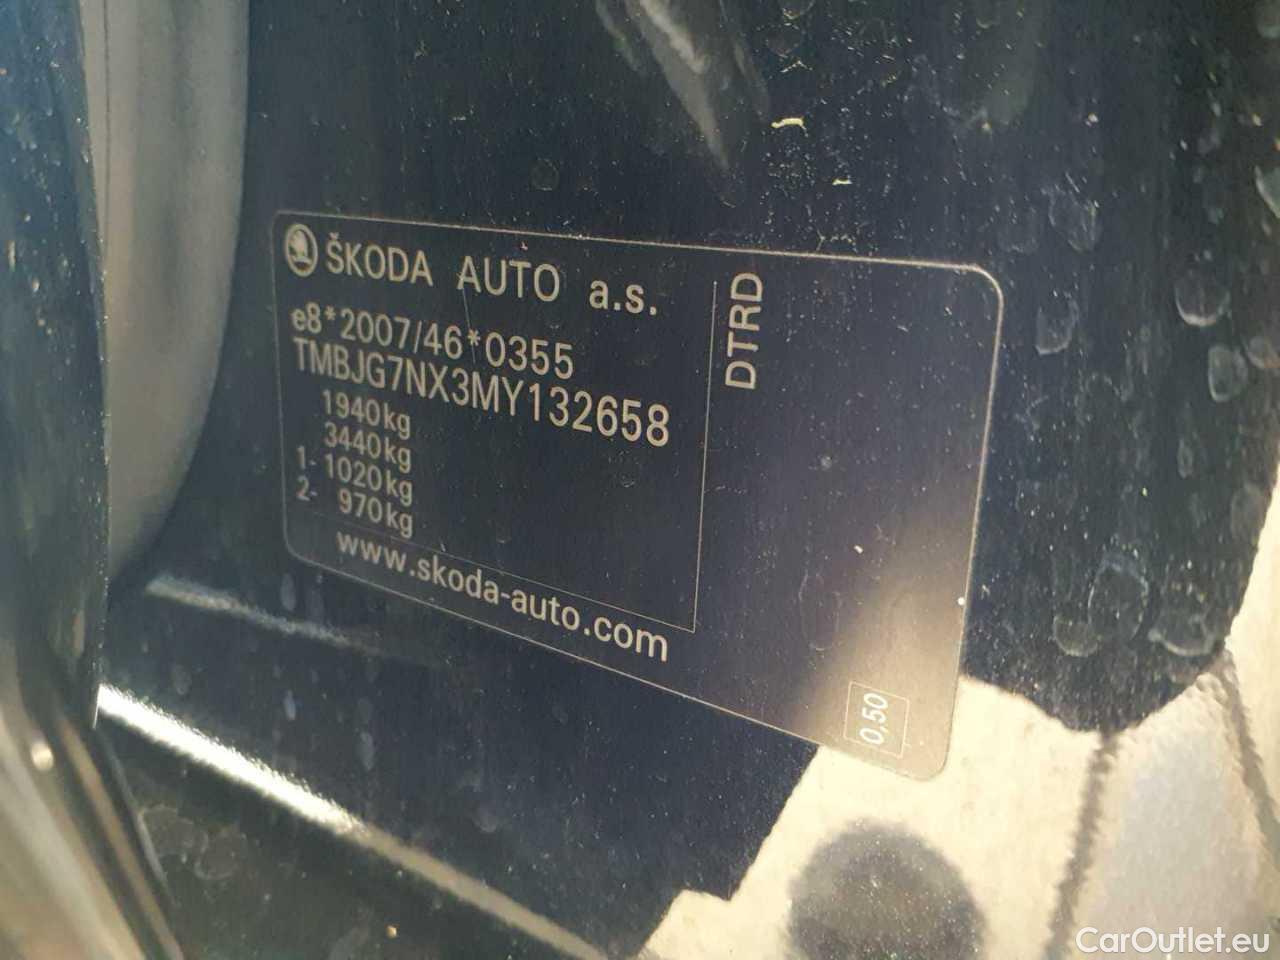 ŠKODA AUTO a.s.
e8*2007/46*0355
TMBJG7NX3MY132658
1940kg
3440kg
1- 1020kg
2- 970kg
www.skoda-auto.com
DTRD
0,50
CarOutlet.eu